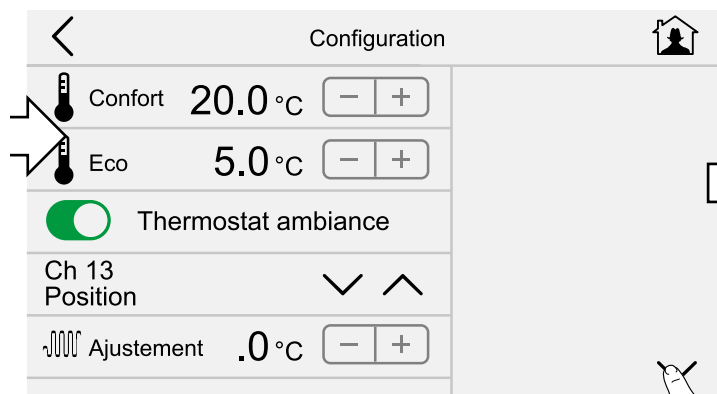 Configuration
Confort 20.0 °C − +
Eco 5.0 °C − +
Thermostat ambiance
Ch 13
Position
Ajustement .0 °C − +